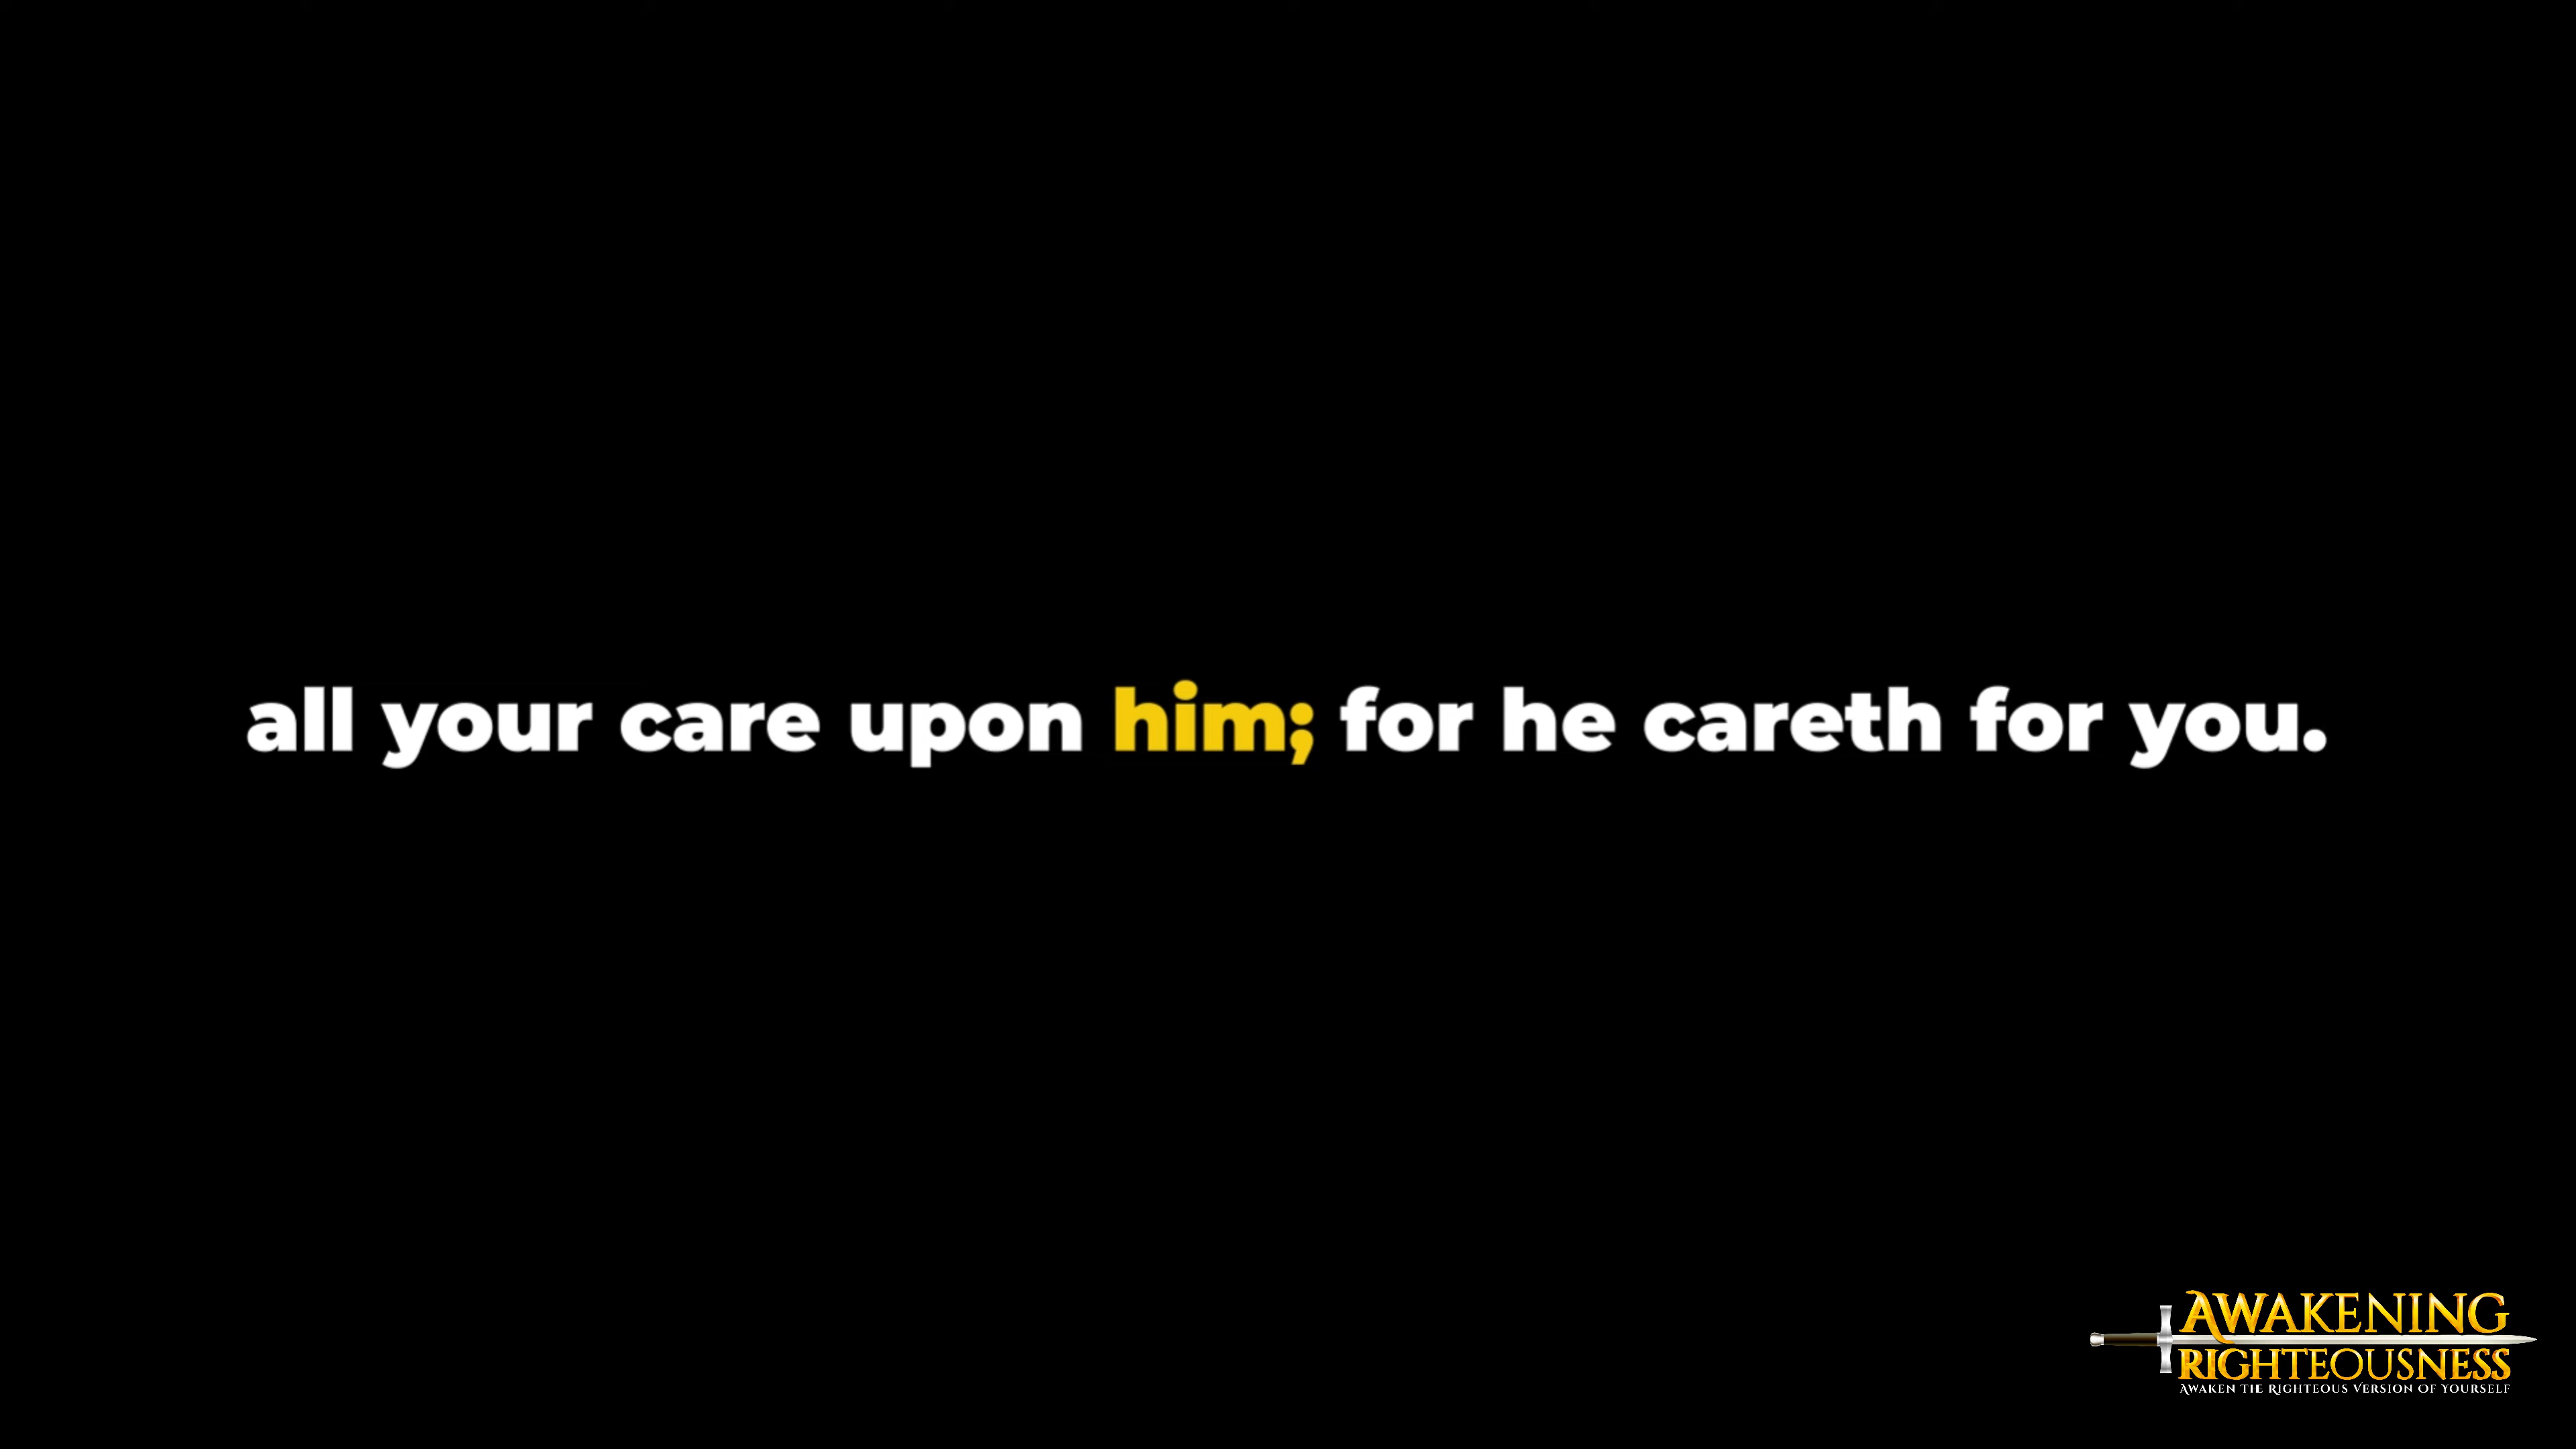 all your care upon him; for he careth for you.
AWAKENING
RIGHTEOUSNESS
AWAKEN THE RIGHTEOUS VERSION OF YOURSELF